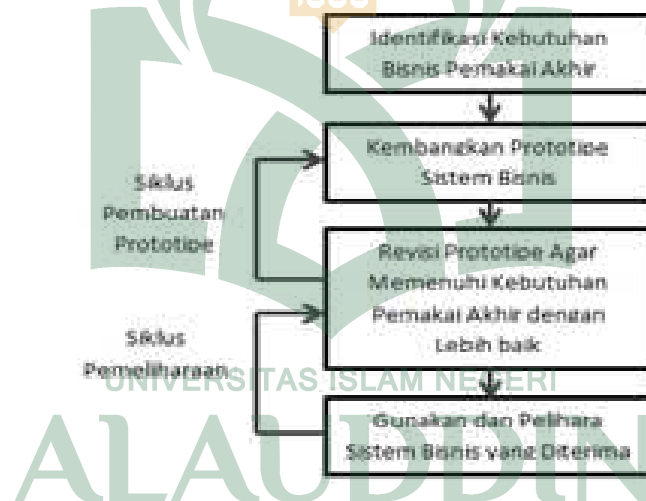 Identifikasi Kebutuhan
Bisnis Pemakai Akhir
Kembangkan Prototipe
Sistem Bisnis
Siklus
Pembuatan
Prototipe
Revisi Prototipe Agar
Memenuhi Kebutuhan
Pemakai Akhir dengan
Lebih baik
Siklus
Pemeliharaan
UNIVERSITAS ISLAM NEGERI
Gunakan dan Pelihara
Sistem Bisnis yang Diterima
ALAUDDIN